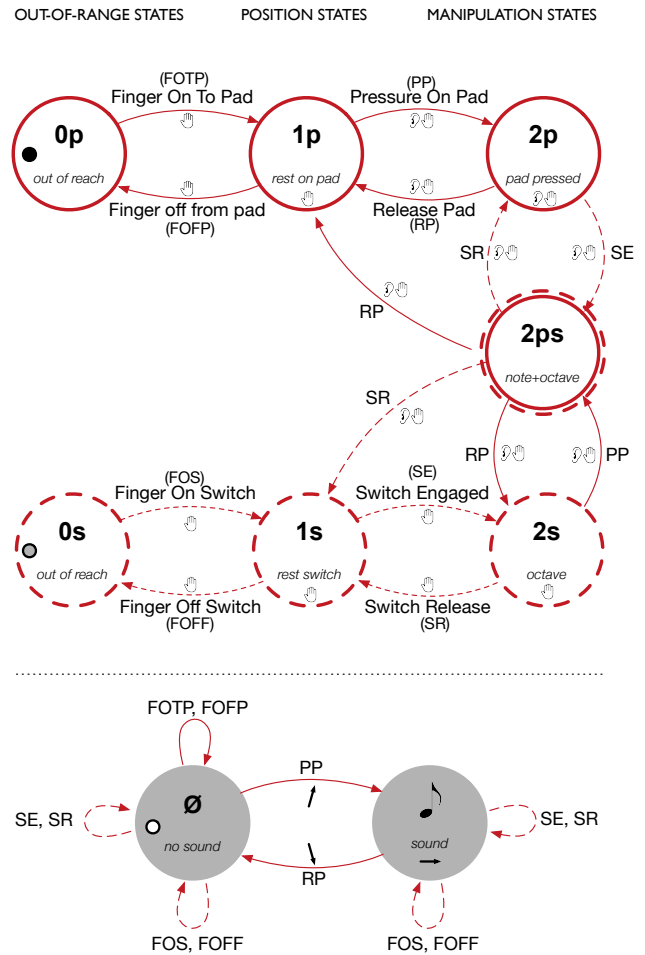 OUT-OF-RANGE STATES POSITION STATES MANIPULATION STATES
(FOTP)
Finger On To Pad
(PP)
Pressure On Pad
0p
out of reach
1p
rest on pad
2p
pad pressed
Finger off from pad
(FOFP)
Release Pad
(RP)
SR
SE
RP
2ps
note+octave
SR
RP
PP
(FOS)
Finger On Switch
(SE)
Switch Engaged
0s
out of reach
1s
rest switch
2s
octave
Finger Off Switch
(FOFF)
Switch Release
(SR)
FOTP, FOFP
PP
SE, SR
Ø
no sound
sound
SE, SR
RP
FOS, FOFF
FOS, FOFF